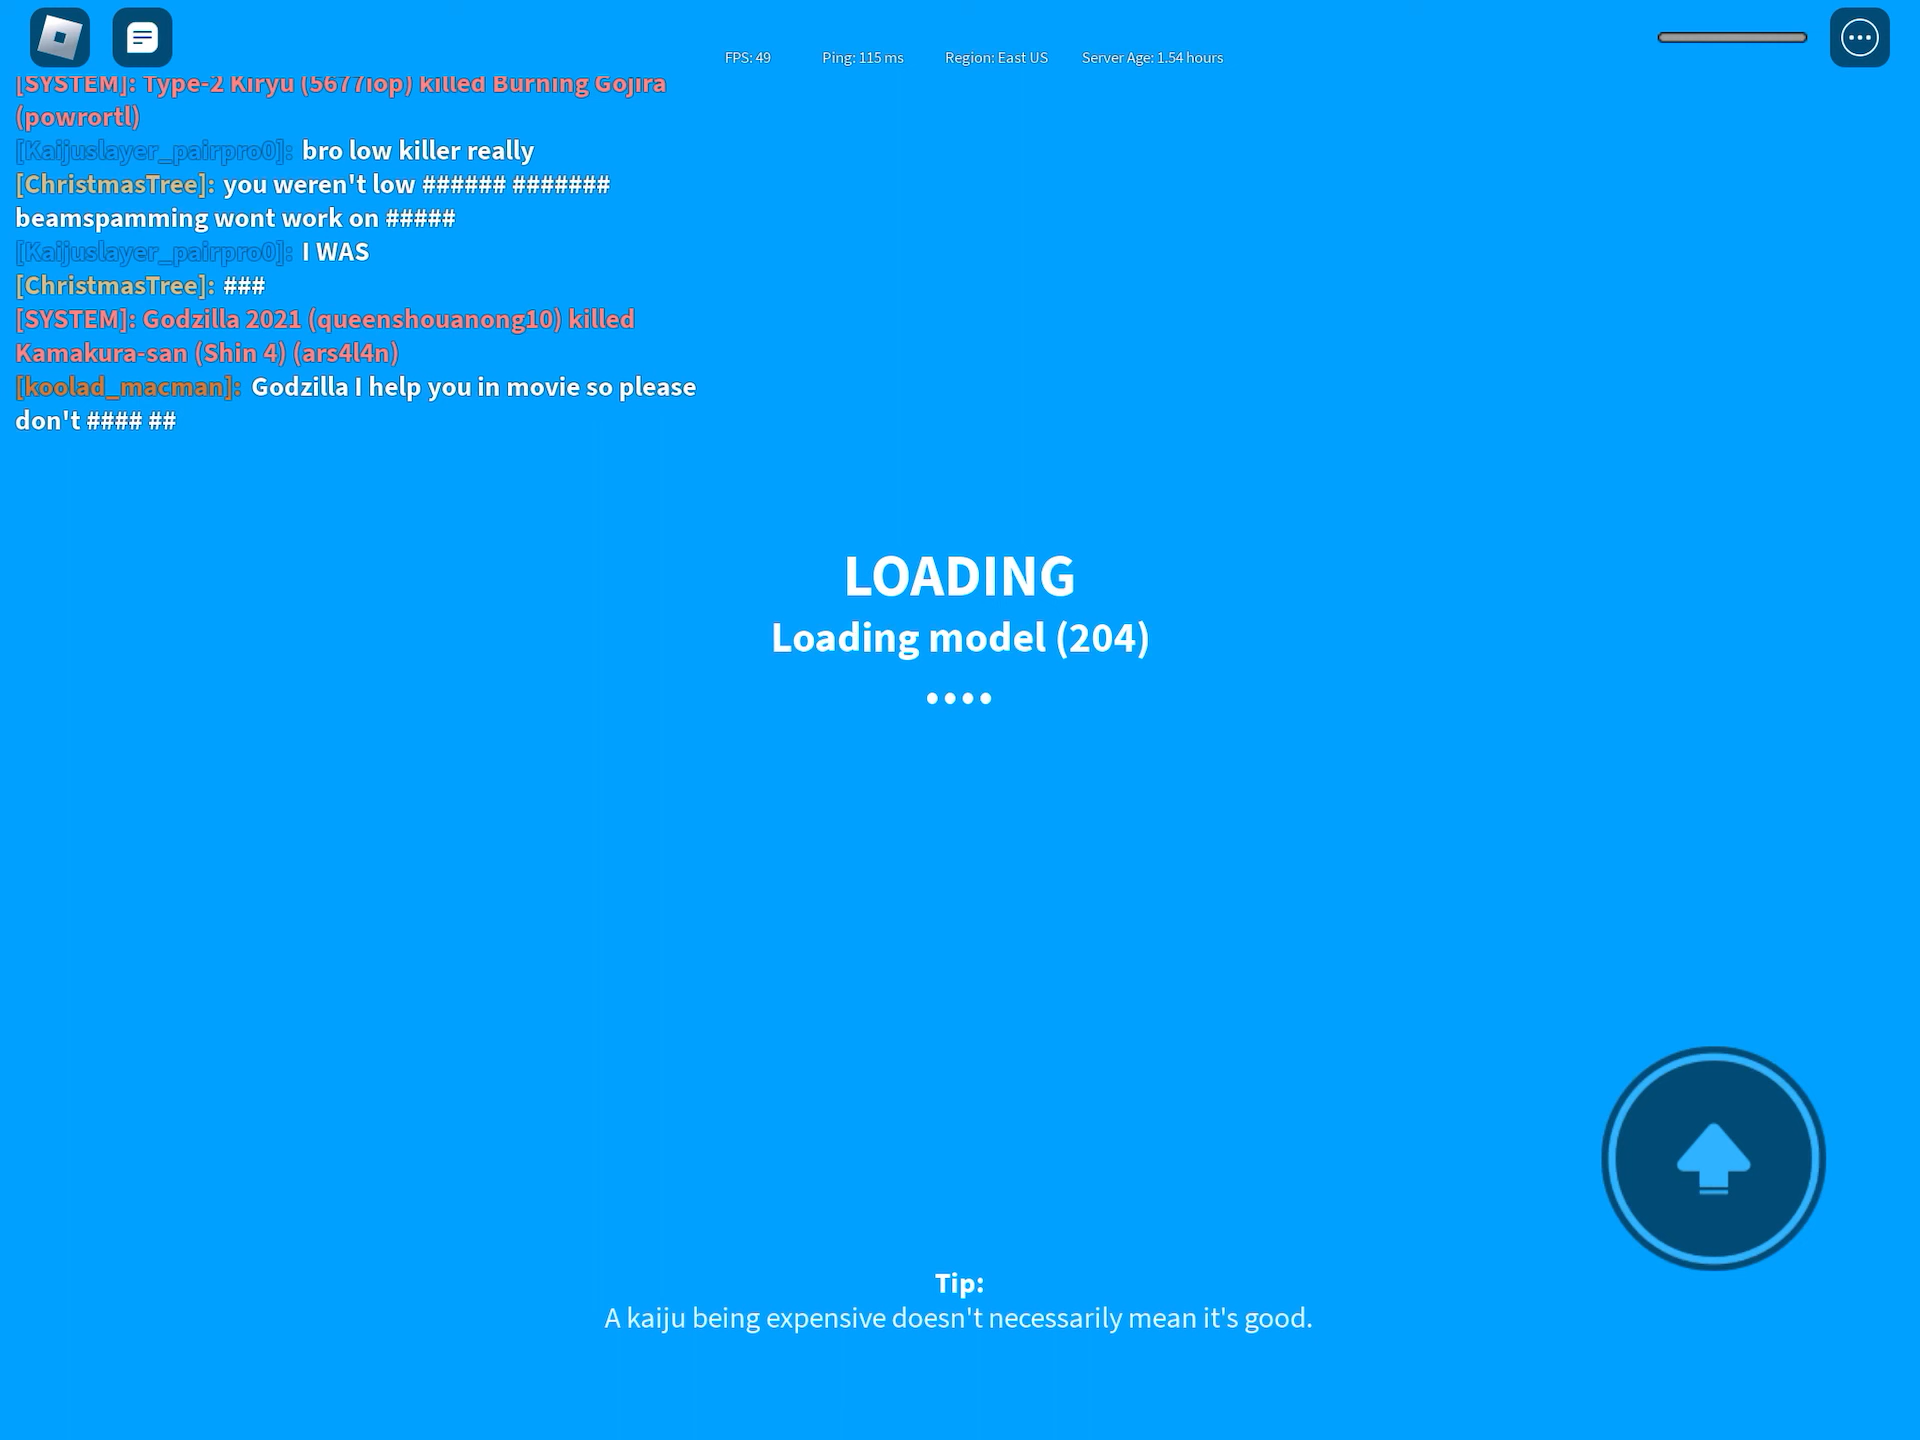 FPS: 49 Ping: 115 ms Region: East US Server Age: 1.54 hours
[SYSTEM]: Type-2 Kiryu (5677iop) killed Burning Gojira
(powrortl)
[Kaijuslayer_pairpro0]: bro low killer really
[ChristmasTree]: you weren't low ###### #######
beamspamming wont work on #####
[Kaijuslayer_pairpro0]: I WAS
[ChristmasTree]: ###
[SYSTEM]: Godzilla 2021 (queenshouanong10) killed
Kamakura-san (Shin 4) (ars4l4n)
[koolad_macman]: Godzilla I help you in movie so please
don't #### ##
LOADING
Loading model (204)
Tip:
A kaiju being expensive doesn't necessarily mean it's good.